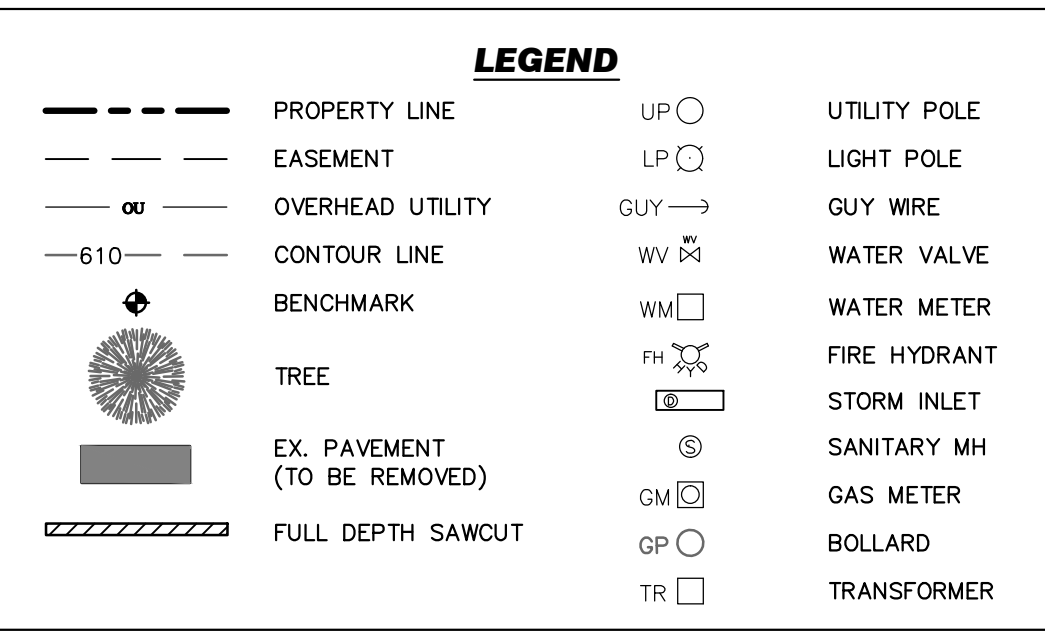 LEGEND
PROPERTY LINE
EASEMENT
OU OVERHEAD UTILITY
610 CONTOUR LINE
BENCHMARK
TREE
EX. PAVEMENT
(TO BE REMOVED)
FULL DEPTH SAWCUT
UP UTILITY POLE
LP LIGHT POLE
GUY GUY WIRE
WV WV WATER VALVE
WM WATER METER
FH FIRE HYDRANT
D STORM INLET
S SANITARY MH
GM GAS METER
GP BOLLARD
TR TRANSFORMER